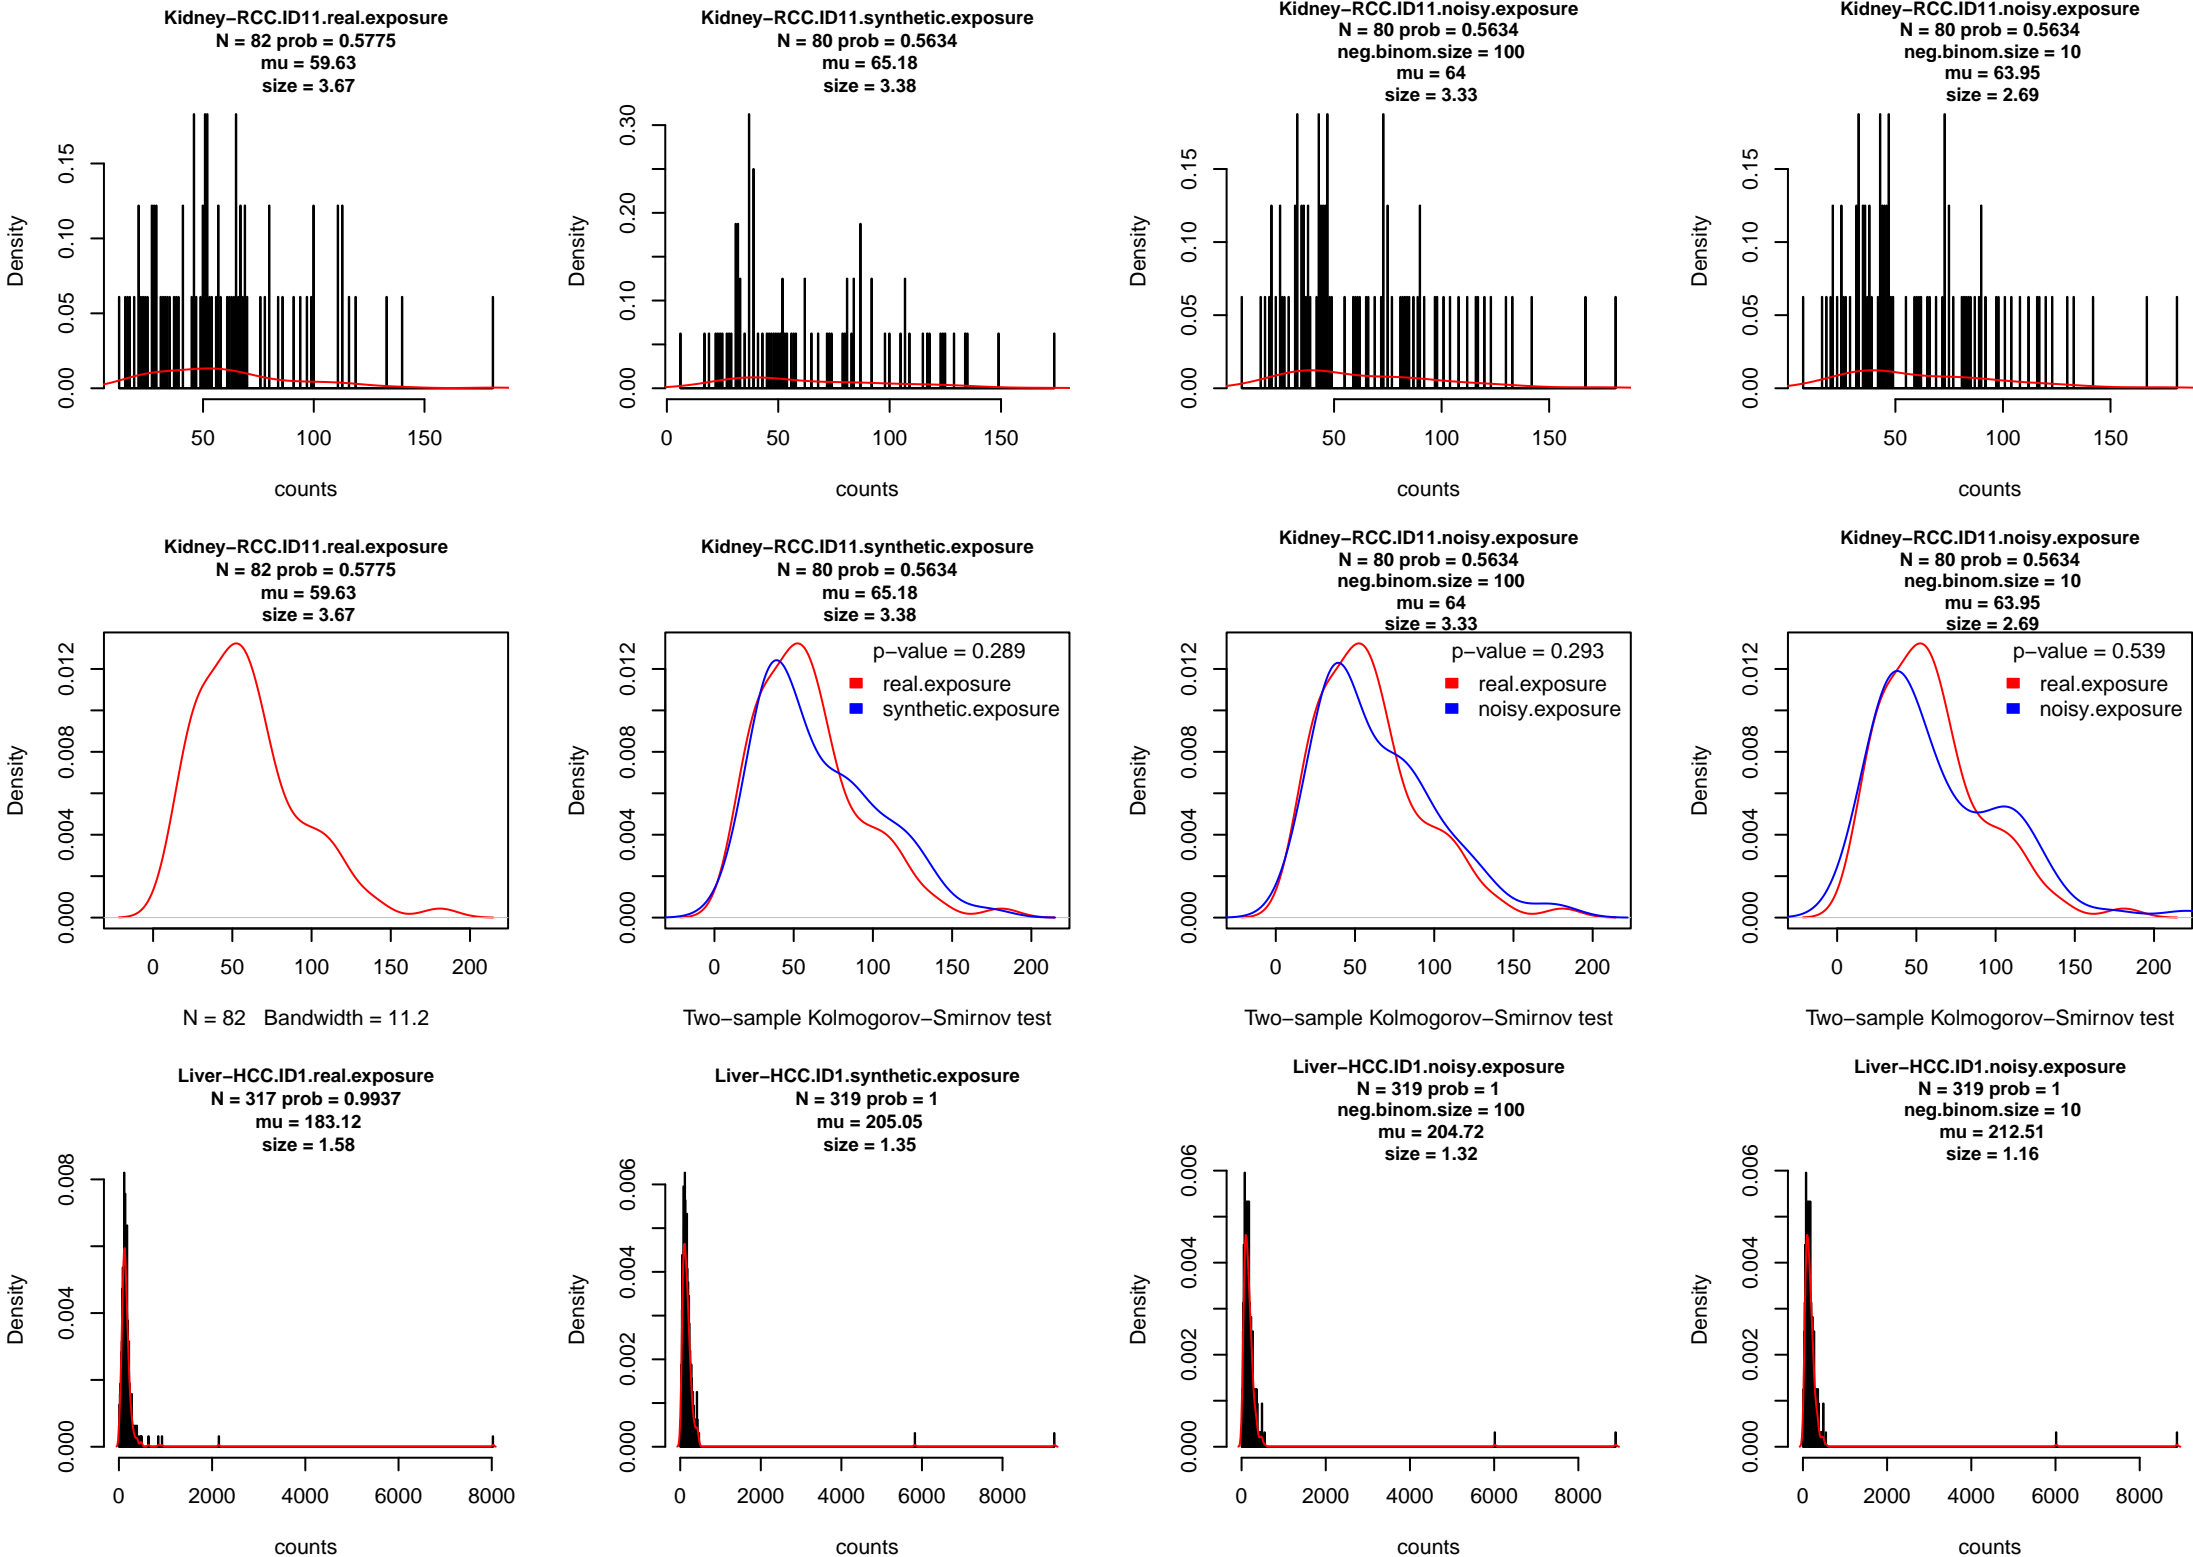 Kidney−RCC.ID11.real.exposure
N = 82 prob = 0.5775
mu = 59.63
size = 3.67
Density
0.00 0.05 0.10 0.15
50 100 150
counts
Kidney−RCC.ID11.synthetic.exposure
N = 80 prob = 0.5634
mu = 65.18
size = 3.38
Density
0.00 0.10 0.20 0.30
0 50 100 150
counts
Kidney−RCC.ID11.noisy.exposure
N = 80 prob = 0.5634
neg.binom.size = 100
mu = 64
size = 3.33
Density
0.00 0.05 0.10 0.15
50 100 150
counts
Kidney−RCC.ID11.noisy.exposure
N = 80 prob = 0.5634
neg.binom.size = 10
mu = 63.95
size = 2.69
Density
0.00 0.05 0.10 0.15
50 100 150
counts
Kidney−RCC.ID11.real.exposure
N = 82 prob = 0.5775
mu = 59.63
size = 3.67
Density
0.000 0.004 0.008 0.012
0 50 100 150 200
N = 82 Bandwidth = 11.2
Kidney−RCC.ID11.synthetic.exposure
N = 80 prob = 0.5634
mu = 65.18
size = 3.38
p−value = 0.289
real.exposure
synthetic.exposure
Density
0.000 0.004 0.008 0.012
0 50 100 150 200
Two−sample Kolmogorov−Smirnov test
Kidney−RCC.ID11.noisy.exposure
N = 80 prob = 0.5634
neg.binom.size = 100
mu = 64
size = 3.33
p−value = 0.293
real.exposure
noisy.exposure
Density
0.000 0.004 0.008 0.012
0 50 100 150 200
Two−sample Kolmogorov−Smirnov test
Kidney−RCC.ID11.noisy.exposure
N = 80 prob = 0.5634
neg.binom.size = 10
mu = 63.95
size = 2.69
p−value = 0.539
real.exposure
noisy.exposure
Density
0.000 0.004 0.008 0.012
0 50 100 150 200
Two−sample Kolmogorov−Smirnov test
Liver−HCC.ID1.real.exposure
N = 317 prob = 0.9937
mu = 183.12
size = 1.58
Density
0.000 0.004 0.008
0 2000 4000 6000 8000
counts
Liver−HCC.ID1.synthetic.exposure
N = 319 prob = 1
mu = 205.05
size = 1.35
Density
0.000 0.002 0.004 0.006
0 2000 4000 6000 8000
counts
Liver−HCC.ID1.noisy.exposure
N = 319 prob = 1
neg.binom.size = 100
mu = 204.72
size = 1.32
Density
0.000 0.002 0.004 0.006
0 2000 4000 6000 8000
counts
Liver−HCC.ID1.noisy.exposure
N = 319 prob = 1
neg.binom.size = 10
mu = 212.51
size = 1.16
Density
0.000 0.002 0.004 0.006
0 2000 4000 6000 8000
counts